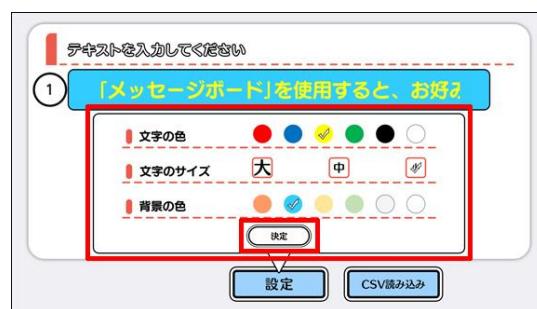 テキストを入力してください
1
「メッセージボード」を使用すると、お好み
文字の色
文字のサイズ 大 中 小
背景の色
決定
設定 CSV読み込み